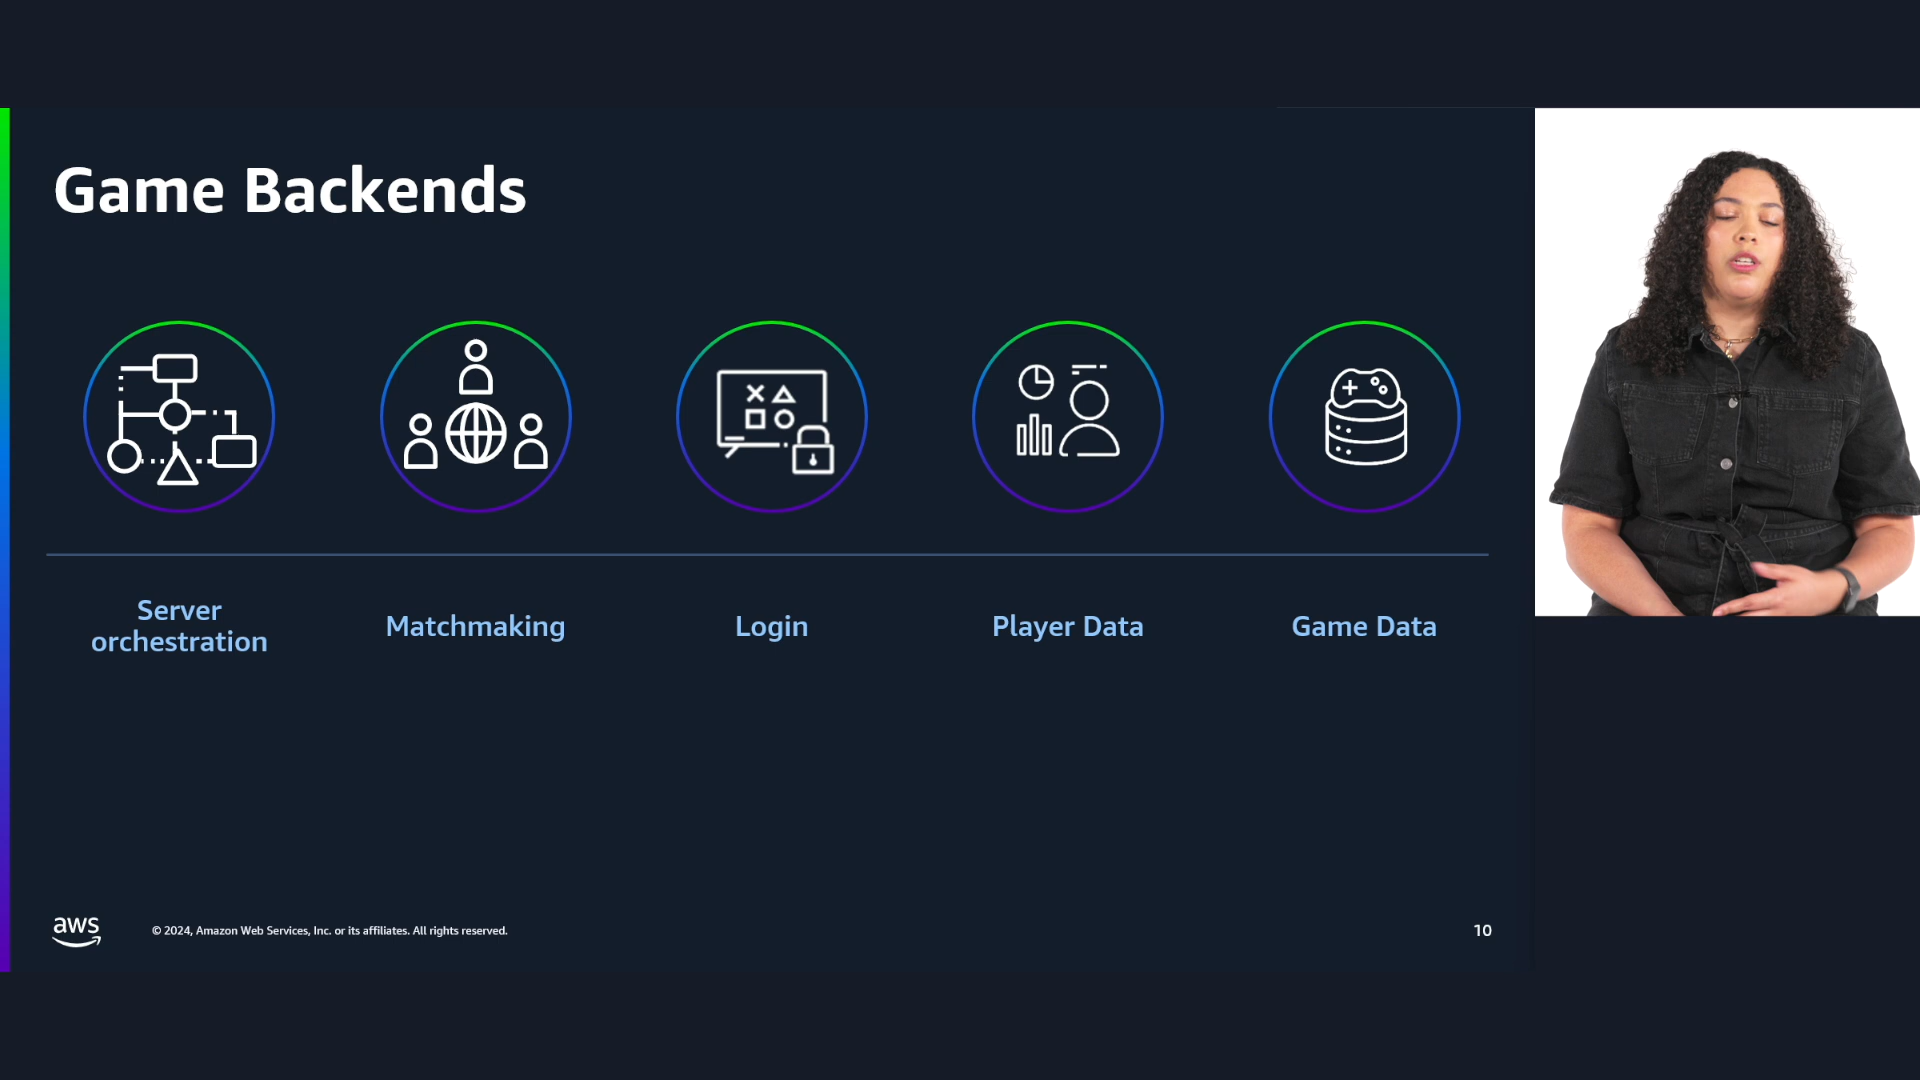 Game Backends
Server
orchestration
Matchmaking
Login
Player Data
Game Data
aws
© 2024, Amazon Web Services, Inc. or its affiliates. All rights reserved.
10